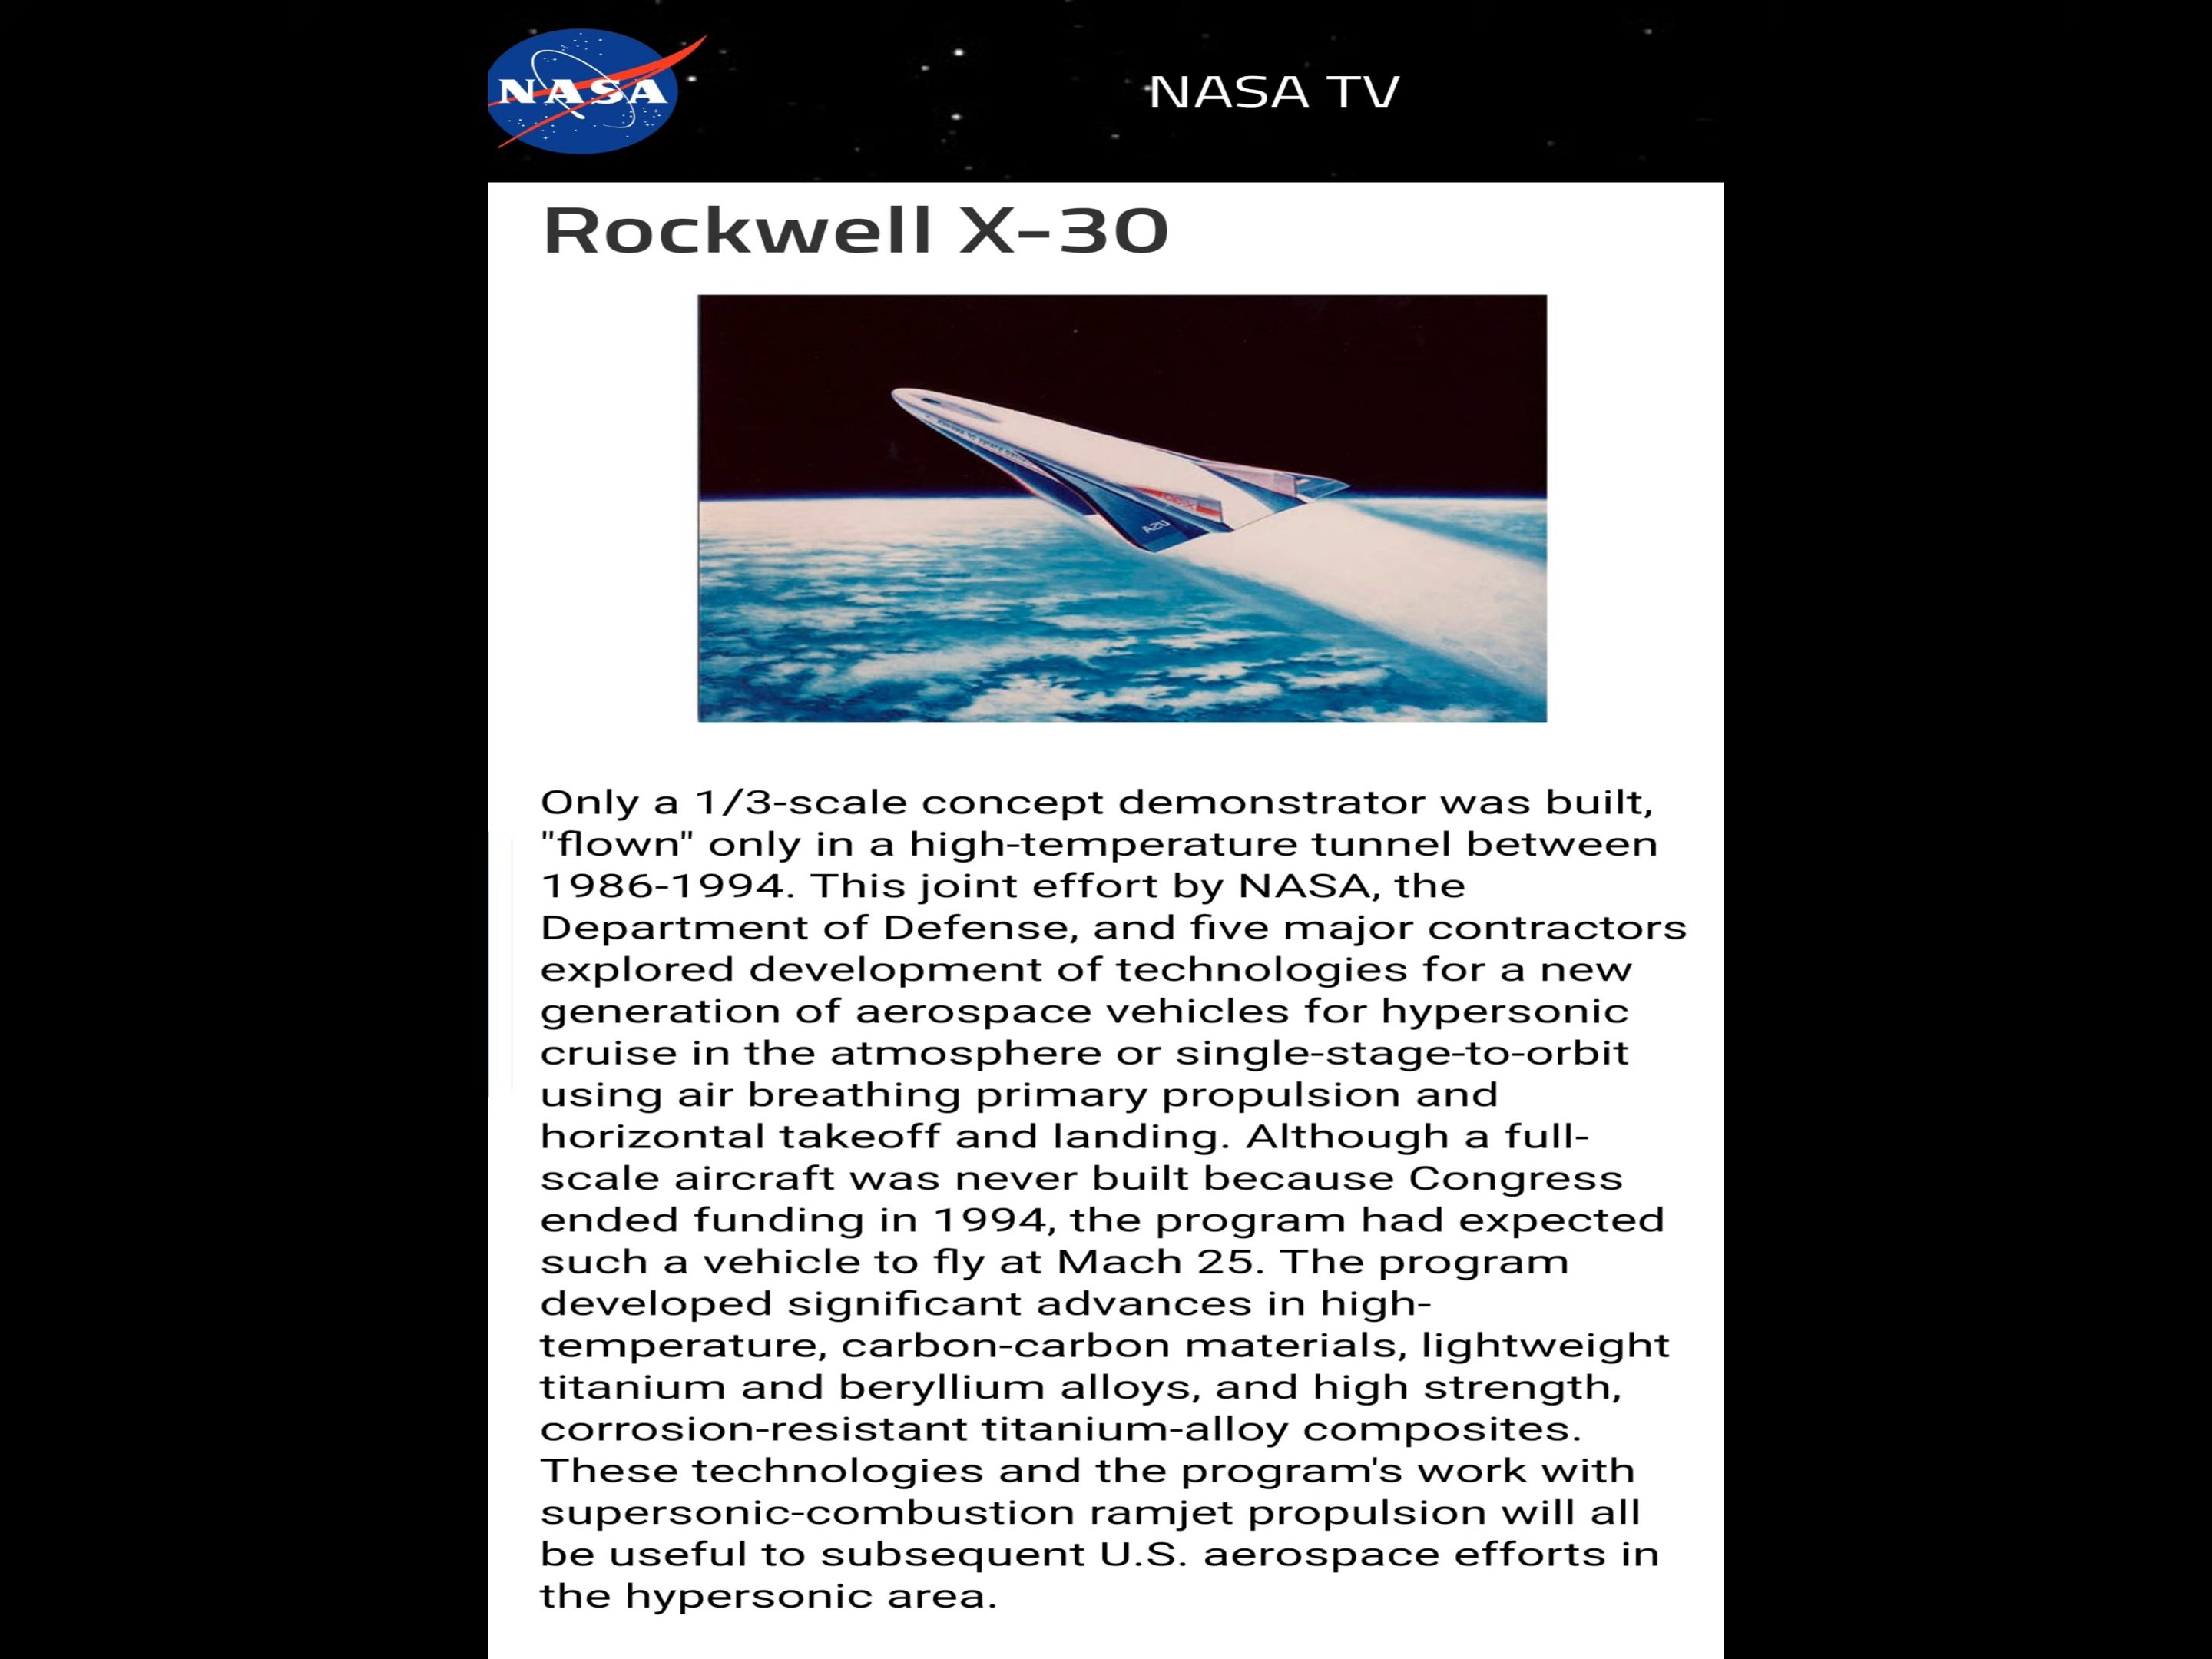 NASA
NASA TV
Rockwell X-30
USA
Only a 1/3-scale concept demonstrator was built,
"flown" only in a high-temperature tunnel between
1986-1994. This joint effort by NASA, the
Department of Defense, and five major contractors
explored development of technologies for a new
generation of aerospace vehicles for hypersonic
cruise in the atmosphere or single-stage-to-orbit
using air breathing primary propulsion and
horizontal takeoff and landing. Although a full-
scale aircraft was never built because Congress
ended funding in 1994, the program had expected
such a vehicle to fly at Mach 25. The program
developed significant advances in high-
temperature, carbon-carbon materials, lightweight
titanium and beryllium alloys, and high strength,
corrosion-resistant titanium-alloy composites.
These technologies and the program's work with
supersonic-combustion ramjet propulsion will all
be useful to subsequent U.S. aerospace efforts in
the hypersonic area.